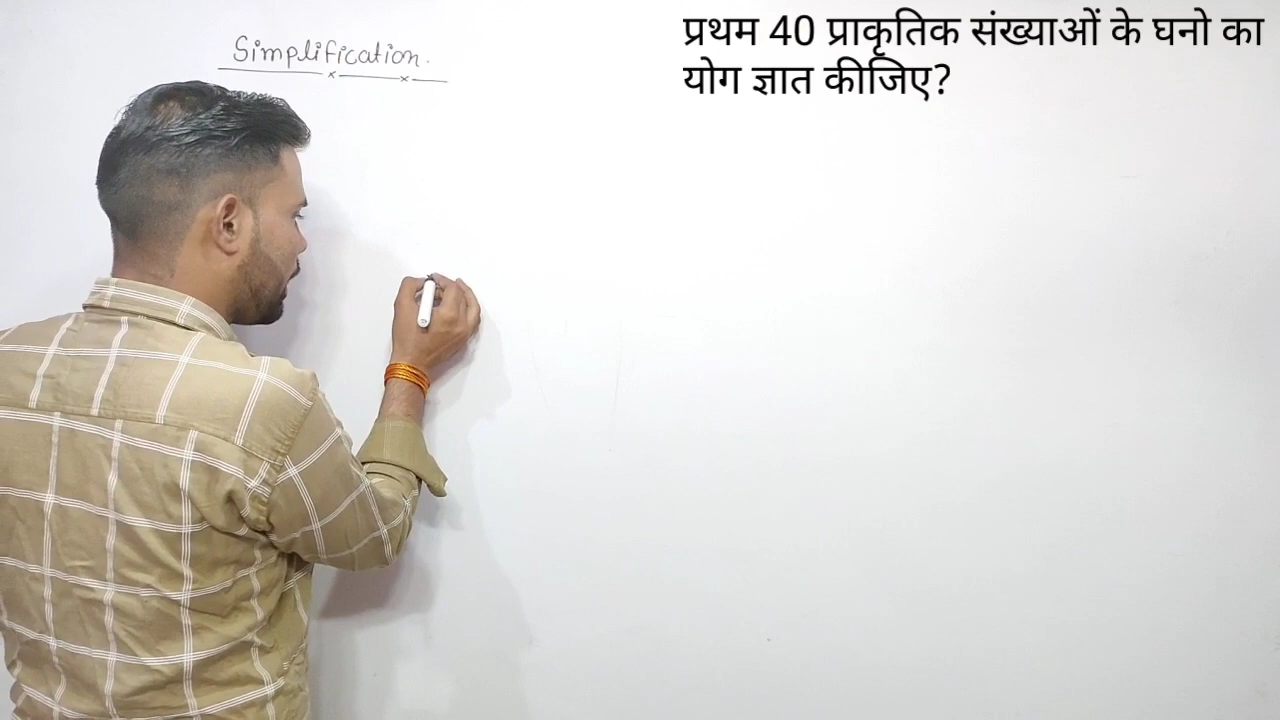 Simplification.
प्रथम 40 प्राकृतिक संख्याओं के घनो का
योग ज्ञात कीजिए?